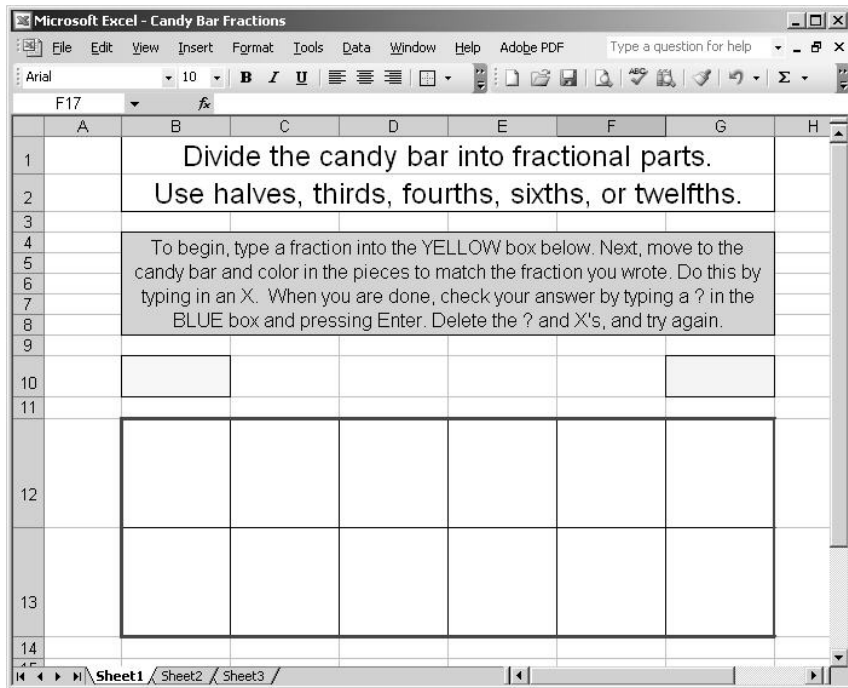 Microsoft Excel - Candy Bar Fractions
File Edit View Insert Format Tools Data Window Help Adobe PDF Type a question for help
Arial 10 B I U ABC Σ
F17 fx
A B C D E F G H
1 Divide the candy bar into fractional parts.
2 Use halves, thirds, fourths, sixths, or twelfths.
3
4 To begin, type a fraction into the YELLOW box below. Next, move to the
5 candy bar and color in the pieces to match the fraction you wrote. Do this by
6
7 typing in an X. When you are done, check your answer by typing a ? in the
8 BLUE box and pressing Enter. Delete the ? and X's, and try again.
9
10
11
12
13
14
15
Sheet1 Sheet2 Sheet3